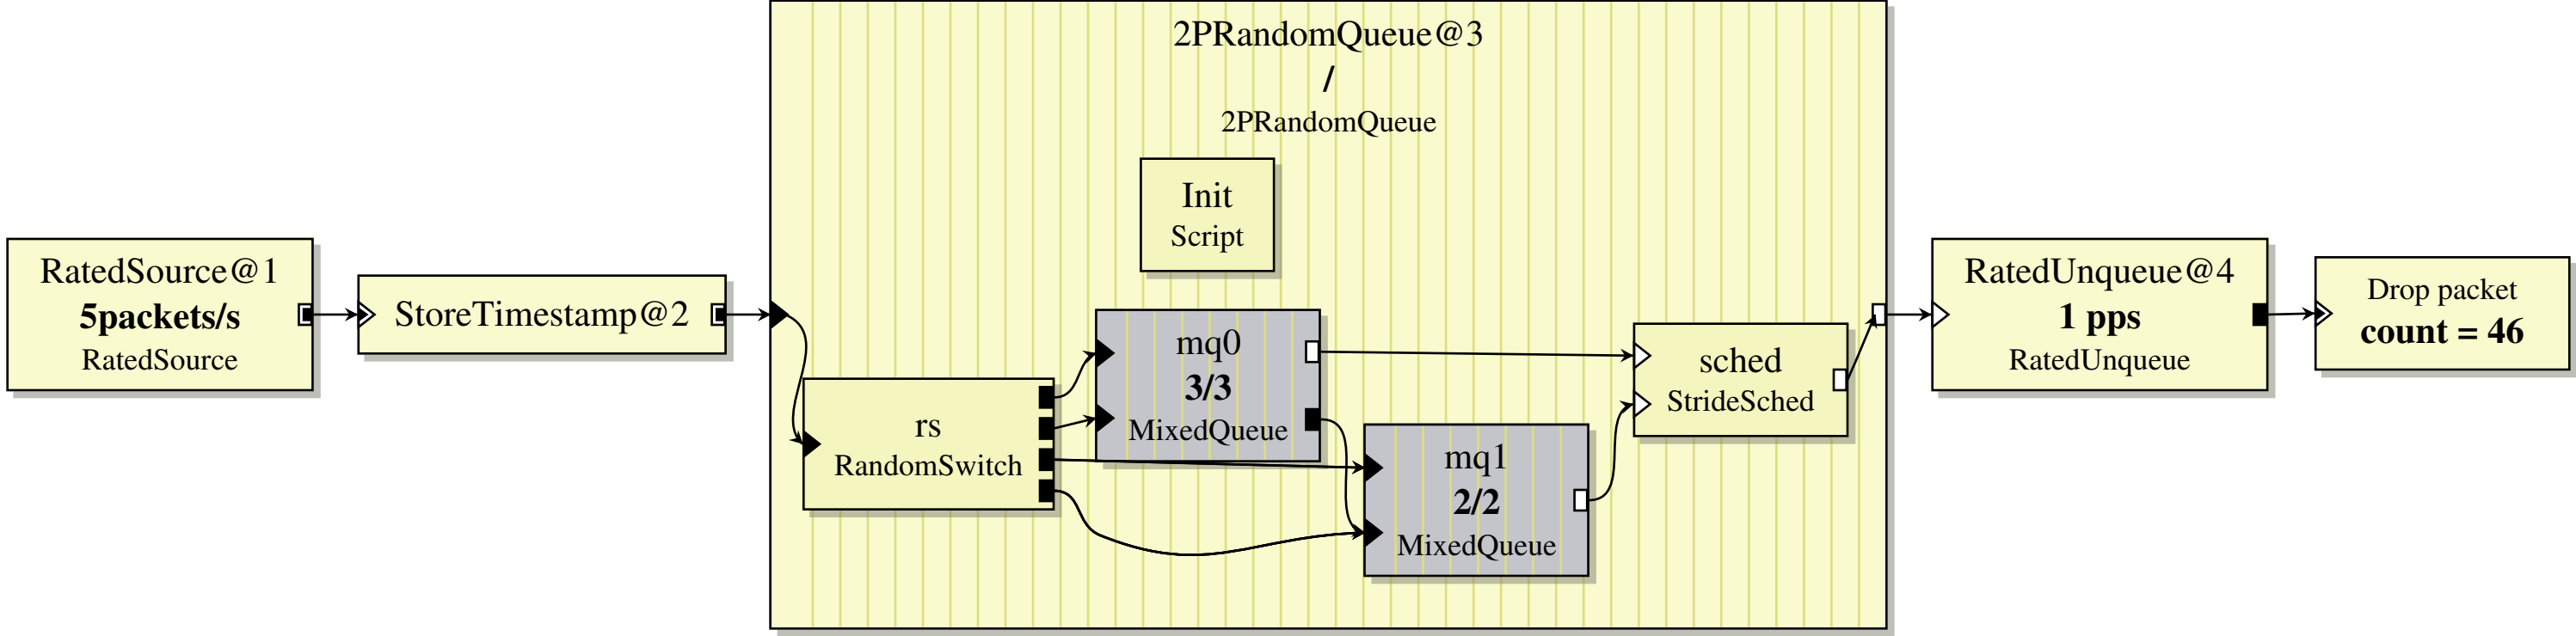 RatedSource@1
5packets/s
RatedSource
StoreTimestamp@2
2PRandomQueue@3
/
2PRandomQueue
Init
Script
rs
RandomSwitch
mq0
3/3
MixedQueue
mq1
2/2
MixedQueue
sched
StrideSched
RatedUnqueue@4
1 pps
RatedUnqueue
Drop packet
count = 46